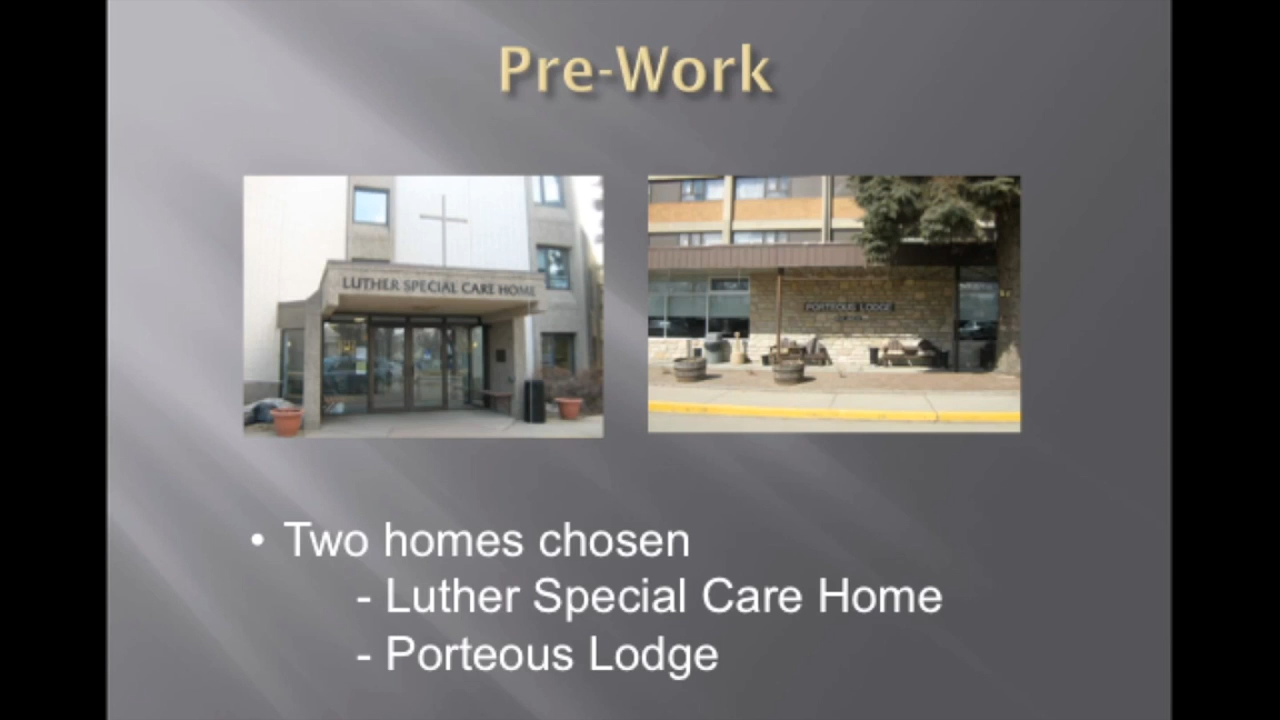 Pre-Work
LUTHER SPECIAL CARE HOME
PORTEOUS LODGE
• Two homes chosen
- Luther Special Care Home
- Porteous Lodge